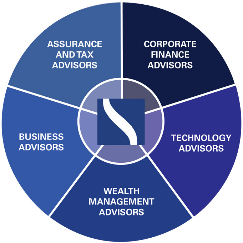 ASSURANCE
AND TAX
ADVISORS
CORPORATE
FINANCE
ADVISORS
BUSINESS
ADVISORS
TECHNOLOGY
ADVISORS
WEALTH
MANAGEMENT
ADVISORS